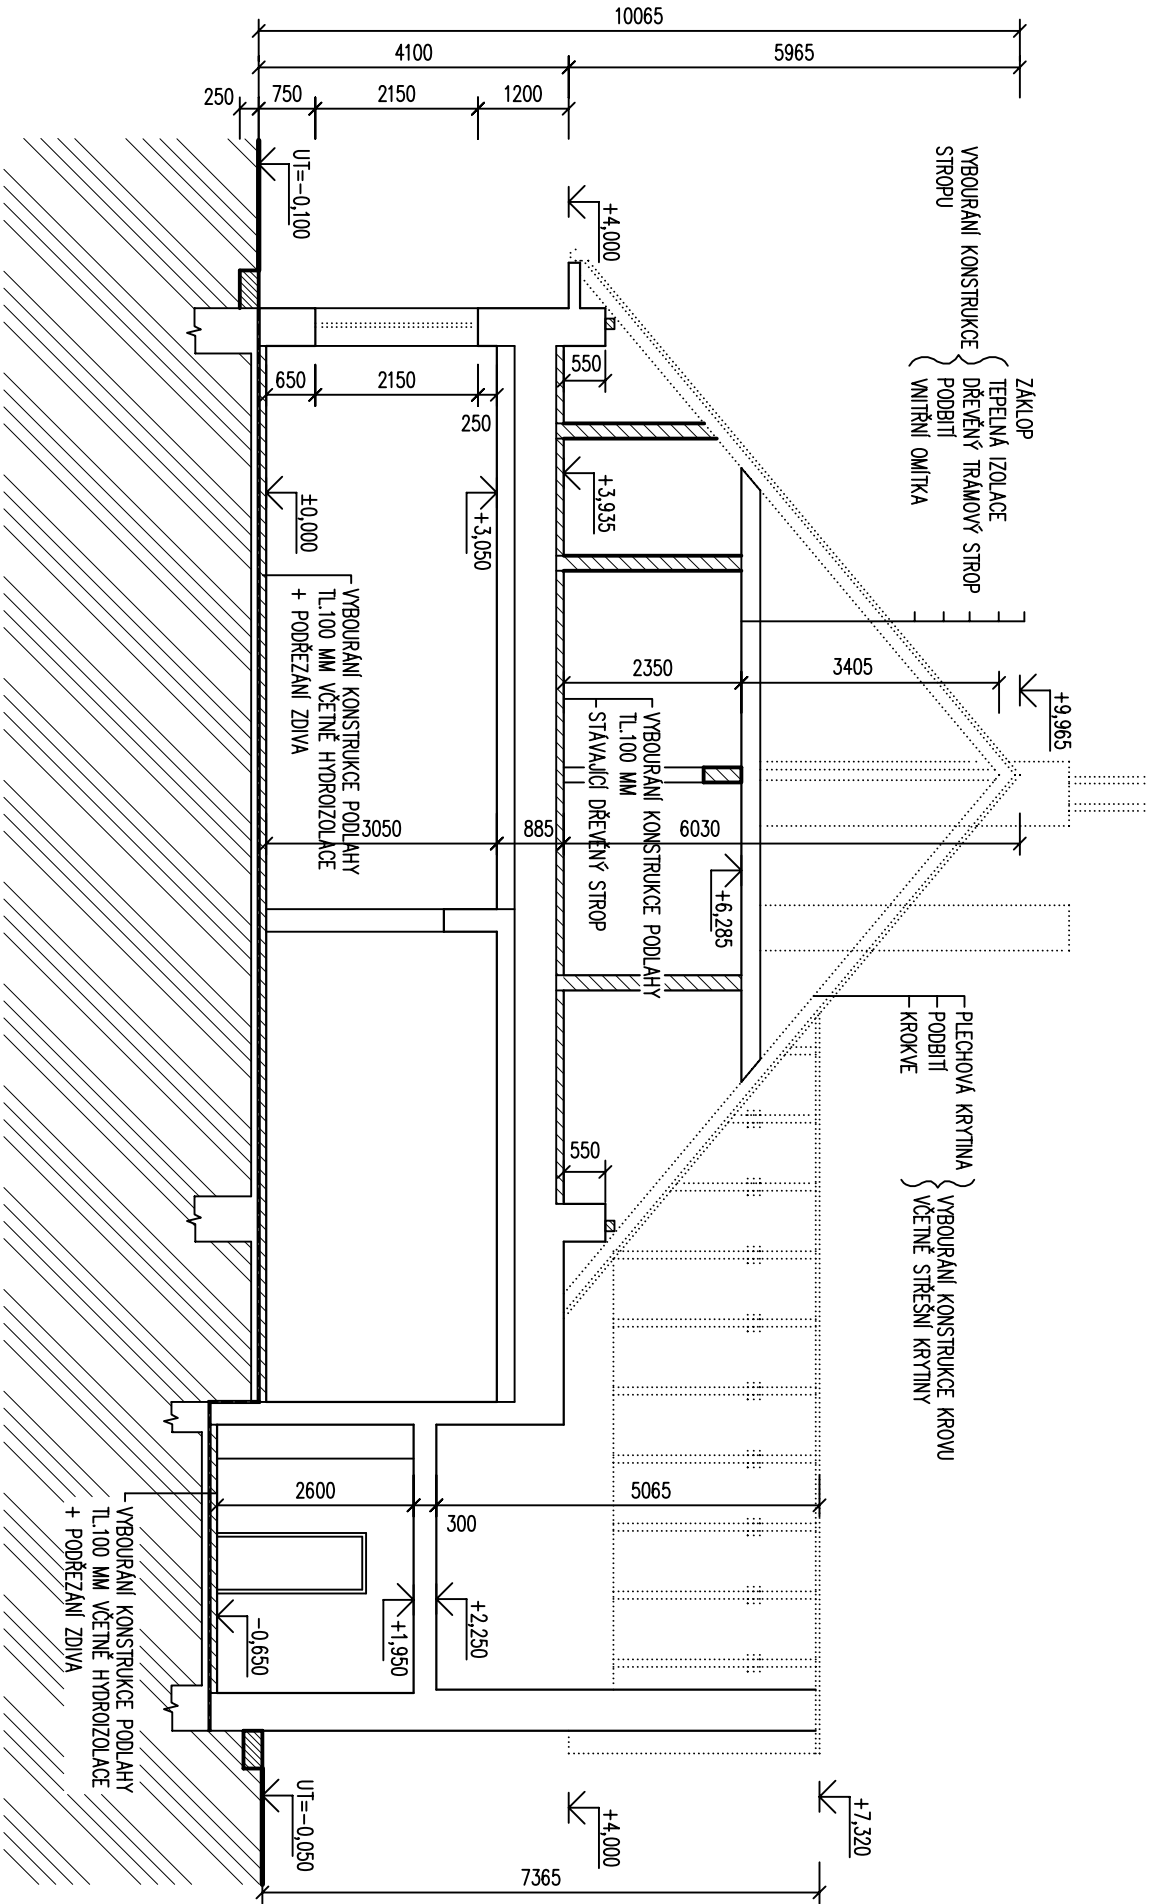 10065
4100
5965
250
750
2150
1200
UT=-0,100
+4,000
VYBOURÁNÍ KONSTRUKCE
STROPU
ZÁKLOP
TEPELNÁ IZOLACE
DŘEVĚNÝ TRÁMOVÝ STROP
PODBITÍ
VNITŘNÍ OMÍTKA
650
2150
250
550
+3,935
+3,050
±0,000
VYBOURÁNÍ KONSTRUKCE PODLAHY
TL.100 MM VČETNĚ HYDROIZOLACE
+ PODŘEZÁNÍ ZDIVA
2350
3405
+9,965
VYBOURÁNÍ KONSTRUKCE PODLAHY
TL.100 MM
STÁVAJÍCÍ DŘEVĚNÝ STROP
3050
885
6030
+6,285
PLECHOVÁ KRYTINA
PODBITÍ
KROKVE
VYBOURÁNÍ KONSTRUKCE KROVU
VČETNĚ STŘEŠNÍ KRYTINY
550
2600
300
5065
+2,250
+1,950
-0,650
VYBOURÁNÍ KONSTRUKCE PODLAHY
TL.100 MM VČETNĚ HYDROIZOLACE
+ PODŘEZÁNÍ ZDIVA
UT=-0,050
+4,000
+7,320
7365